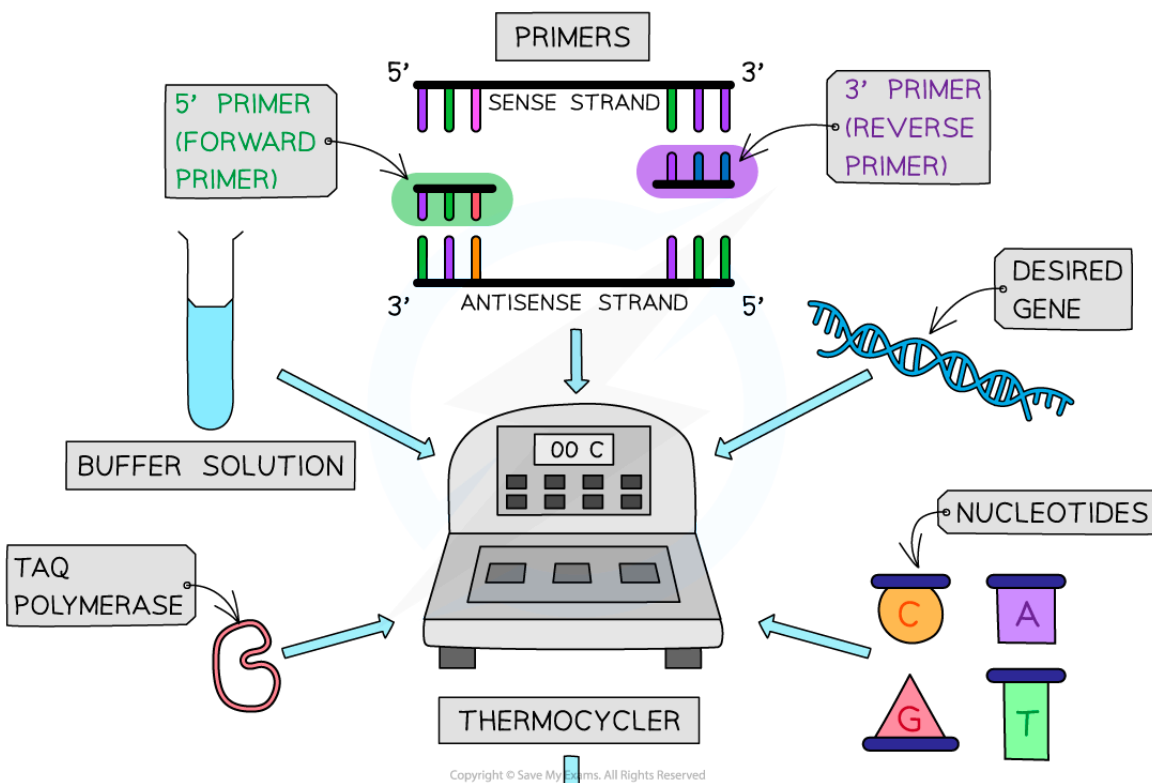 PRIMERS
5' 3'
SENSE STRAND
5' PRIMER
(FORWARD
PRIMER)
3' PRIMER
(REVERSE
PRIMER)
3' 5'
ANTISENSE STRAND
DESIRED
GENE
BUFFER SOLUTION
00 C
NUCLEOTIDES
TAQ
POLYMERASE
C A
G T
THERMOCYCLER
Copyright © Save My Exams. All Rights Reserved